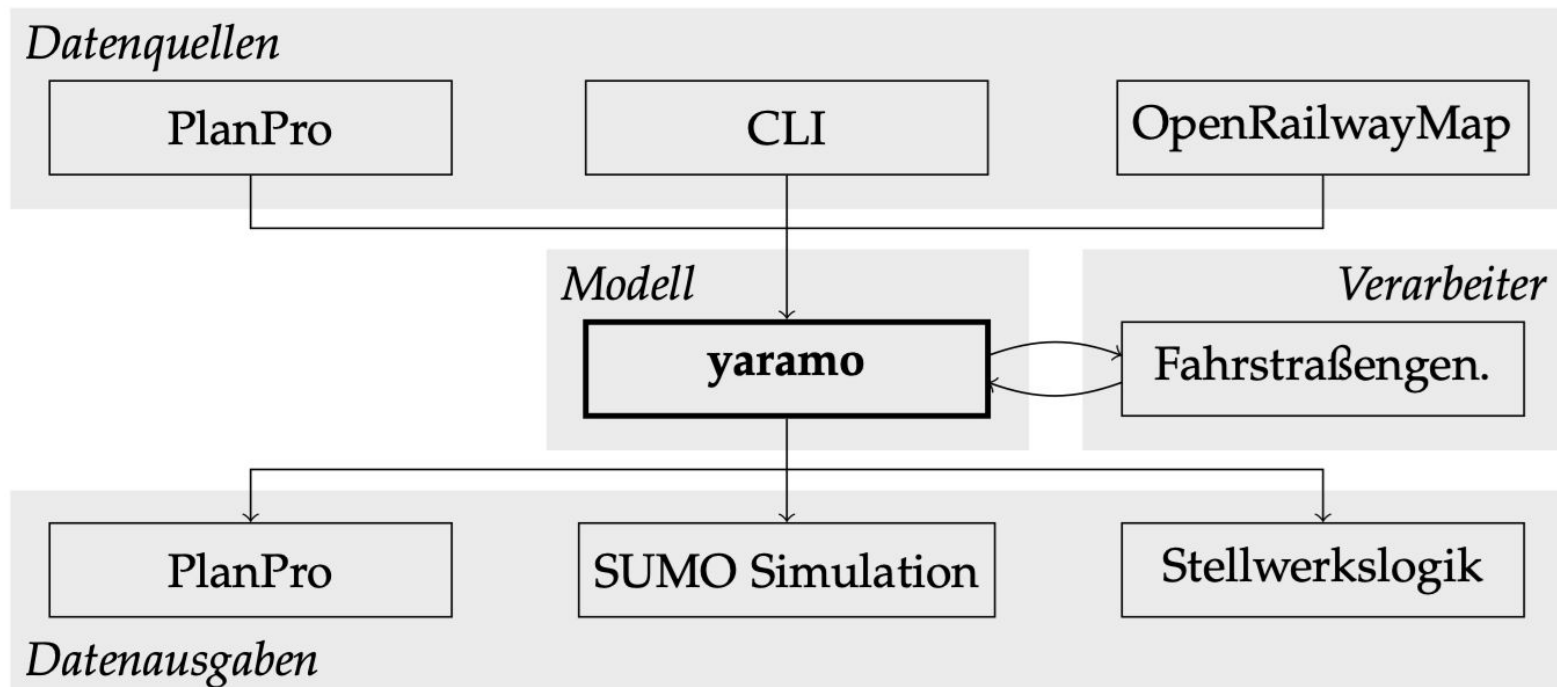 Datenquellen
PlanPro
CLI
OpenRailwayMap
Modell
Verarbeiter
yaramo
Fahrstraßengen.
PlanPro
SUMO Simulation
Stellwerkslogik
Datenausgaben